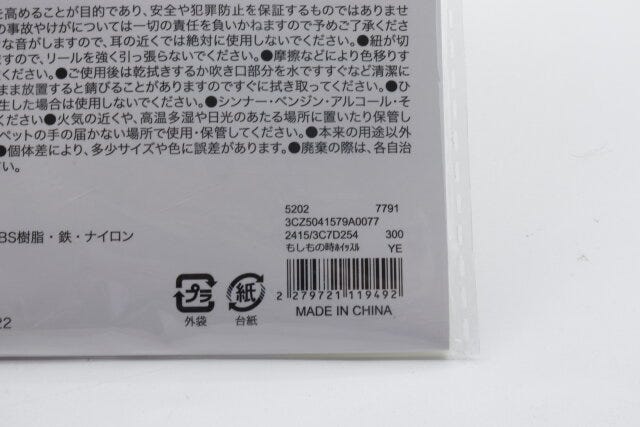 を高めることが目的であり、安全や犯罪防止を保証するものではありませ
の事故やけがについては一切の責任を負いかねますので予めご了承くださ
な音がしますので、耳の近くでは絶対に使用しないでください。●紐が切
ますので、リールを強く引っ張らないでください。●摩擦などにより色移りす
ください。●ご使用後は乾拭きするか吹き口部分を水ですすぐなど清潔に
まま放置すると錆びることがありますのですぐに拭き取ってください。●ひ
生した場合は使用しないでください。●シンナー・ベンジン・アルコール・そ
ください。●火気の近くや、高温多湿や日光のあたる場所に置いたり保管し
ペットの手の届かない場所で使用・保管してください。●本来の用途以外
●個体差により、多少サイズや色に誤差があります。●廃棄の際は、各自治
い。
5202 7791
3CZ5041579A0077
2415/3C7D254 300
もしもの時ﾎｲｯｽﾙ YE
BS樹脂・鉄・ナイロン
プラ 紙
外袋 台紙
2 279721 119492
MADE IN CHINA
22